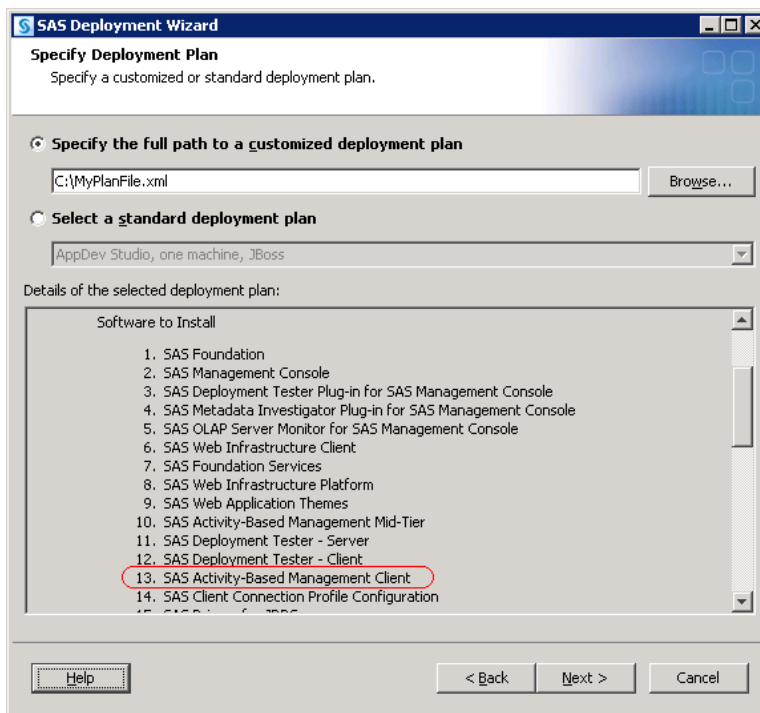 SAS Deployment Wizard
Specify Deployment Plan
Specify a customized or standard deployment plan.
Specify the full path to a customized deployment plan
C:\MyPlanFile.xml
Browse...
Select a standard deployment plan
AppDev Studio, one machine, JBoss
Details of the selected deployment plan:
Software to Install
1. SAS Foundation
2. SAS Management Console
3. SAS Deployment Tester Plug-in for SAS Management Console
4. SAS Metadata Investigator Plug-in for SAS Management Console
5. SAS OLAP Server Monitor for SAS Management Console
6. SAS Web Infrastructure Client
7. SAS Foundation Services
8. SAS Web Infrastructure Platform
9. SAS Web Application Themes
10. SAS Activity-Based Management Mid-Tier
11. SAS Deployment Tester - Server
12. SAS Deployment Tester - Client
13. SAS Activity-Based Management Client
14. SAS Client Connection Profile Configuration
Help
< Back
Next >
Cancel